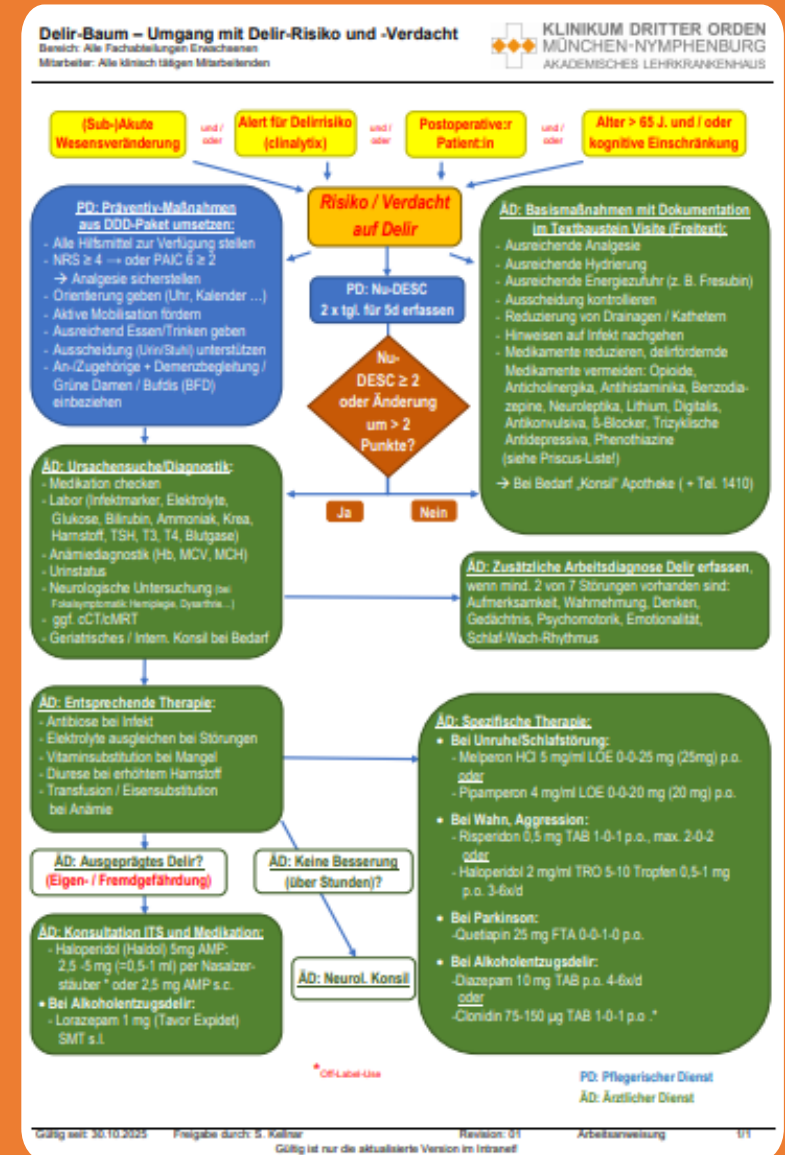 Delir-Baum – Umgang mit Delir-Risiko und -Verdacht
Bereich: Alle Fachabteilungen Erwachsenen
Mitarbeiter: Alle klinisch tätigen Mitarbeitenden
KLINIKUM DRITTER ORDEN
MÜNCHEN-NYMPHENBURG
AKADEMISCHES LEHRKRANKENHAUS
(Sub-)Akute
Wesensveränderung
und /
oder
Alert für Delirrisiko
(clinalytix)
und /
oder
Postoperative:r
Patient:in
und /
oder
Alter > 65 J. und / oder
kognitive Einschränkung
Risiko / Verdacht
auf Delir
PD: Präventiv-Maßnahmen
aus DDD-Paket umsetzen:
- Alle Hilfsmittel zur Verfügung stellen
- NRS ≥ 4 → oder PAIC 6 ≥ 2
→ Analgesie sicherstellen
- Orientierung geben (Uhr, Kalender ...)
- Aktive Mobilisation fördern
- Ausreichend Essen/Trinken geben
- Ausscheidung (Urin/Stuhl) unterstützen
- An-/Zugehörige + Demenzbegleitung /
Grüne Damen / Bufdis (BFD)
einbeziehen
PD: Nu-DESC
2 x tgl. für 5d erfassen
Nu-
DESC ≥ 2
oder Änderung
um > 2
Punkte?
Ja
Nein
ÄD: Basismaßnahmen mit Dokumentation
im Textbaustein Visite (Freitext):
- Ausreichende Analgesie
- Ausreichende Hydrierung
- Ausreichende Energiezufuhr (z. B. Fresubin)
- Ausscheidung kontrollieren
- Reduzierung von Drainagen / Kathetern
- Hinweisen auf Infekt nachgehen
- Medikamente reduzieren, delirfördernde
Medikamente vermeiden: Opioide,
Anticholinergika, Antihistaminika, Benzodia-
zepine, Neuroleptika, Lithium, Digitalis,
Antikonvulsiva, ß-Blocker, Trizyklische
Antidepressiva, Phenothiazine
(siehe Priscus-Liste!)
→ Bei Bedarf „Konsil" Apotheke ( + Tel. 1410)
ÄD: Ursachensuche/Diagnostik:
- Medikation checken
- Labor (Infektmarker, Elektrolyte,
Glukose, Bilirubin, Ammoniak, Krea,
Harnstoff, TSH, T3, T4, Blutgase)
- Anämiediagnostik (Hb, MCV, MCH)
- Urinstatus
- Neurologische Untersuchung (bei
Fokalsymptomatik: Hemiplegie, Dysarthrie...)
- ggf. cCT/cMRT
- Geriatrisches / Intern. Konsil bei Bedarf
ÄD: Zusätzliche Arbeitsdiagnose Delir erfassen,
wenn mind. 2 von 7 Störungen vorhanden sind:
Aufmerksamkeit, Wahrnehmung, Denken,
Gedächtnis, Psychomotorik, Emotionalität,
Schlaf-Wach-Rhythmus
ÄD: Entsprechende Therapie:
- Antibiose bei Infekt
- Elektrolyte ausgleichen bei Störungen
- Vitaminsubstitution bei Mangel
- Diurese bei erhöhtem Harnstoff
- Transfusion / Eisensubstitution
bei Anämie
ÄD: Ausgeprägtes Delir?
(Eigen- / Fremdgefährdung)
ÄD: Keine Besserung
(über Stunden)?
ÄD: Konsultation ITS und Medikation:
- Haloperidol (Haldol) 5mg AMP:
2,5 -5 mg (=0,5-1 ml) per Nasalzer-
stäuber * oder 2,5 mg AMP s.c.
• Bei Alkoholentzugsdelir:
- Lorazepam 1 mg (Tavor Expidet)
SMT s.l.
ÄD: Neurol. Konsil
ÄD: Spezifische Therapie:
• Bei Unruhe/Schlafstörung:
- Melperon HCl 5 mg/ml LOE 0-0-25 mg (25mg) p.o.
oder
- Pipamperon 4 mg/ml LOE 0-0-20 mg (20 mg) p.o.
• Bei Wahn, Aggression:
- Risperidon 0,5 mg TAB 1-0-1 p.o., max. 2-0-2
oder
- Haloperidol 2 mg/ml TRO 5-10 Tropfen 0,5-1 mg
p.o. 3-6x/d
• Bei Parkinson:
-Quetiapin 25 mg FTA 0-0-1-0 p.o.
• Bei Alkoholentzugsdelir:
-Diazepam 10 mg TAB p.o. 4-6x/d
oder
-Clonidin 75-150 µg TAB 1-0-1 p.o .*
*Off-Label-Use
PD: Pflegerischer Dienst
ÄD: Ärztlicher Dienst
Gültig seit: 30.10.2025 Freigabe durch: S. Kellnar Revision: 01 Arbeitsanweisung 1/1
Gültig ist nur die aktualisierte Version im Intranet!